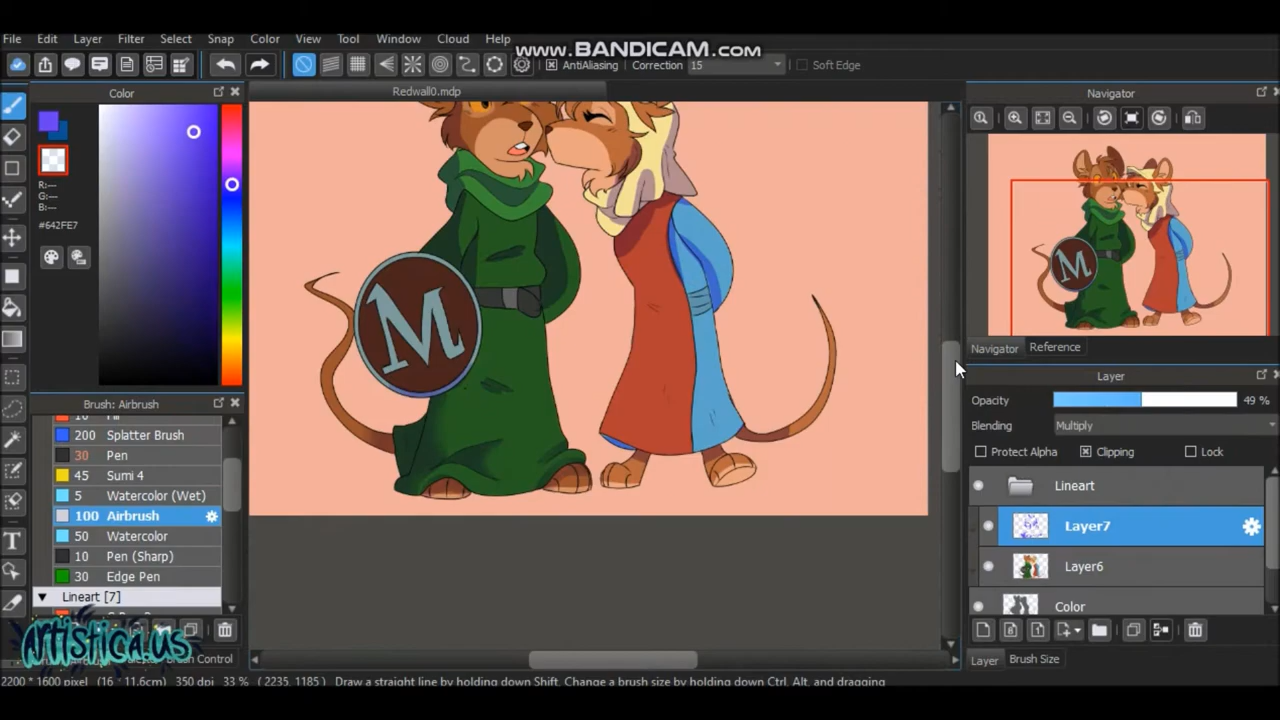 www.BANDICAM.com
File Edit Layer Filter Select Snap Color View Tool Window Cloud Help
AntiAliasing Correction 15 Soft Edge
Color
Redwall0.mdp
Navigator
R:---
G:---
B:---
#642FE7
M
M
Navigator Reference
Brush: Airbrush
Layer
Opacity 49 %
200 Splatter Brush
Blending Multiply
30 Pen
Protect Alpha Clipping Lock
45 Sumi 4
Lineart
5 Watercolor (Wet)
100 Airbrush
Layer7
50 Watercolor
10 Pen (Sharp)
Layer6
30 Edge Pen
Lineart [7]
Color
Artistica.us
Brush Control
Layer Brush Size
2200 * 1600 pixel (16 * 11.6cm) 350 dpi 33 % ( 2235, 1185 ) Draw a straight line by holding down Shift, Change a brush size by holding down Ctrl, Alt, and dragging